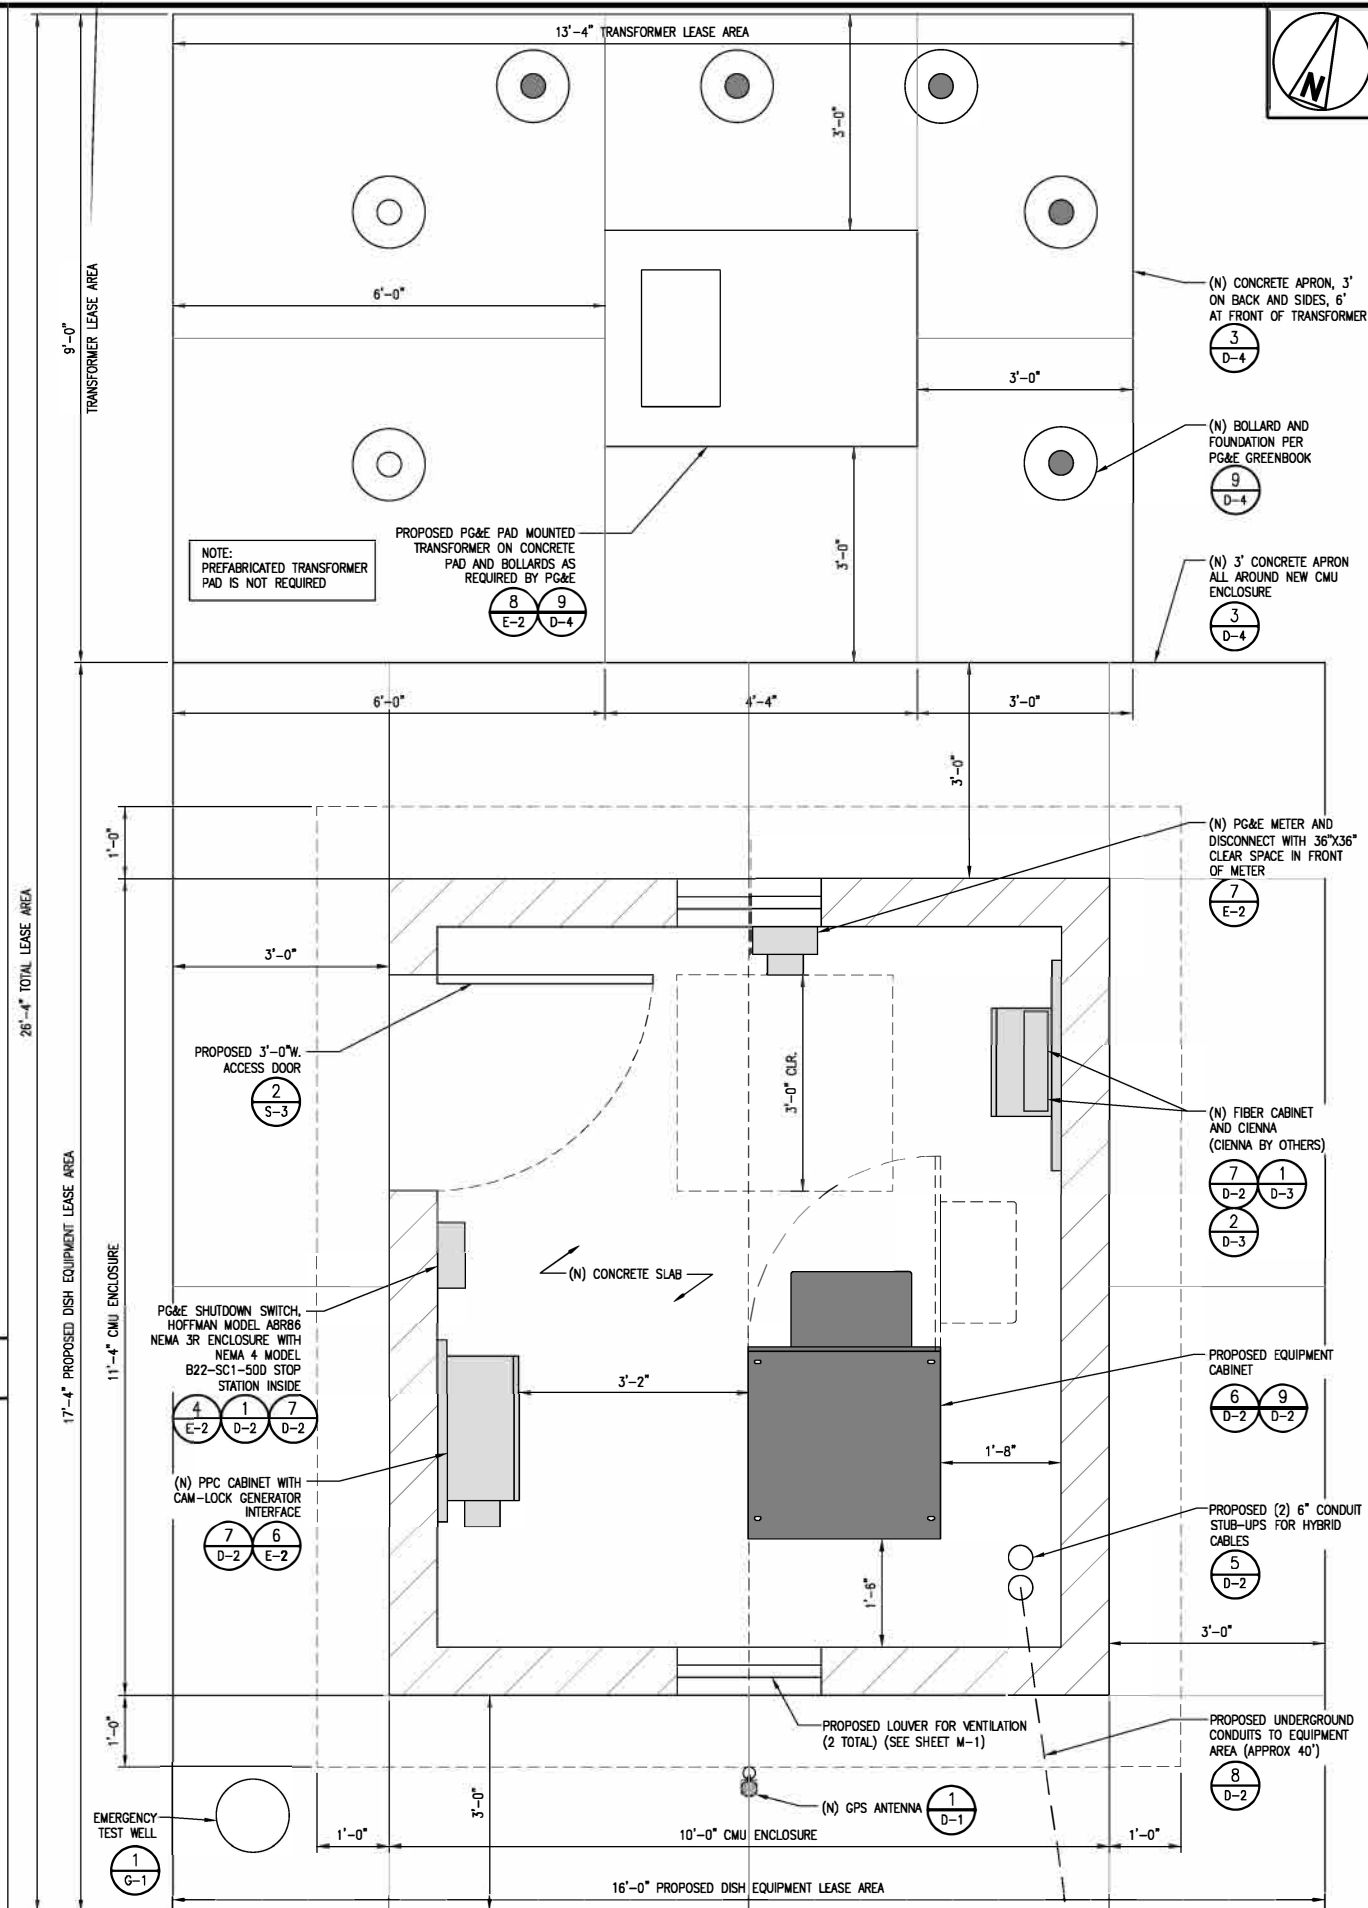 13'-4" TRANSFORMER LEASE AREA
N
3'-0"
6'-0"
9'-0"
TRANSFORMER LEASE AREA
(N) CONCRETE APRON, 3'
ON BACK AND SIDES, 6'
AT FRONT OF TRANSFORMER
3
D-4
3'-0"
(N) BOLLARD AND
FOUNDATION PER
PG&E GREENBOOK
9
D-4
NOTE:
PREFABRICATED TRANSFORMER
PAD IS NOT REQUIRED
PROPOSED PG&E PAD MOUNTED
TRANSFORMER ON CONCRETE
PAD AND BOLLARDS AS
REQUIRED BY PG&E
8
E-2
9
D-4
3'-0"
(N) 3' CONCRETE APRON
ALL AROUND NEW CMU
ENCLOSURE
3
D-4
6'-0"
4'-4"
3'-0"
3'-0"
1'-0"
(N) PG&E METER AND
DISCONNECT WITH 36"X36"
CLEAR SPACE IN FRONT
OF METER
7
E-2
26'-4" TOTAL LEASE AREA
3'-0"
PROPOSED 3'-0"W.
ACCESS DOOR
2
S-3
3'-0" CLR.
(N) FIBER CABINET
AND CIENNA
(CIENNA BY OTHERS)
7
D-2
1
D-3
2
D-3
17'-4" PROPOSED DISH EQUIPMENT LEASE AREA
11'-4" CMU ENCLOSURE
(N) CONCRETE SLAB
PG&E SHUTDOWN SWITCH,
HOFFMAN MODEL A8R86
NEMA 3R ENCLOSURE WITH
NEMA 4 MODEL
B22-SC1-50D STOP
STATION INSIDE
4
E-2
1
D-2
7
D-2
3'-2"
PROPOSED EQUIPMENT
CABINET
6
D-2
9
D-2
1'-8"
(N) PPC CABINET WITH
CAM-LOCK GENERATOR
INTERFACE
7
D-2
6
E-2
PROPOSED (2) 6" CONDUIT
STUB-UPS FOR HYBRID
CABLES
5
D-2
1'-6"
3'-0"
1'-0"
PROPOSED LOUVER FOR VENTILATION
(2 TOTAL) (SEE SHEET M-1)
PROPOSED UNDERGROUND
CONDUITS TO EQUIPMENT
AREA (APPROX 40')
8
D-2
EMERGENCY
TEST WELL
1
G-1
3'-0"
(N) GPS ANTENNA
1
D-1
1'-0"
10'-0" CMU ENCLOSURE
1'-0"
16'-0" PROPOSED DISH EQUIPMENT LEASE AREA